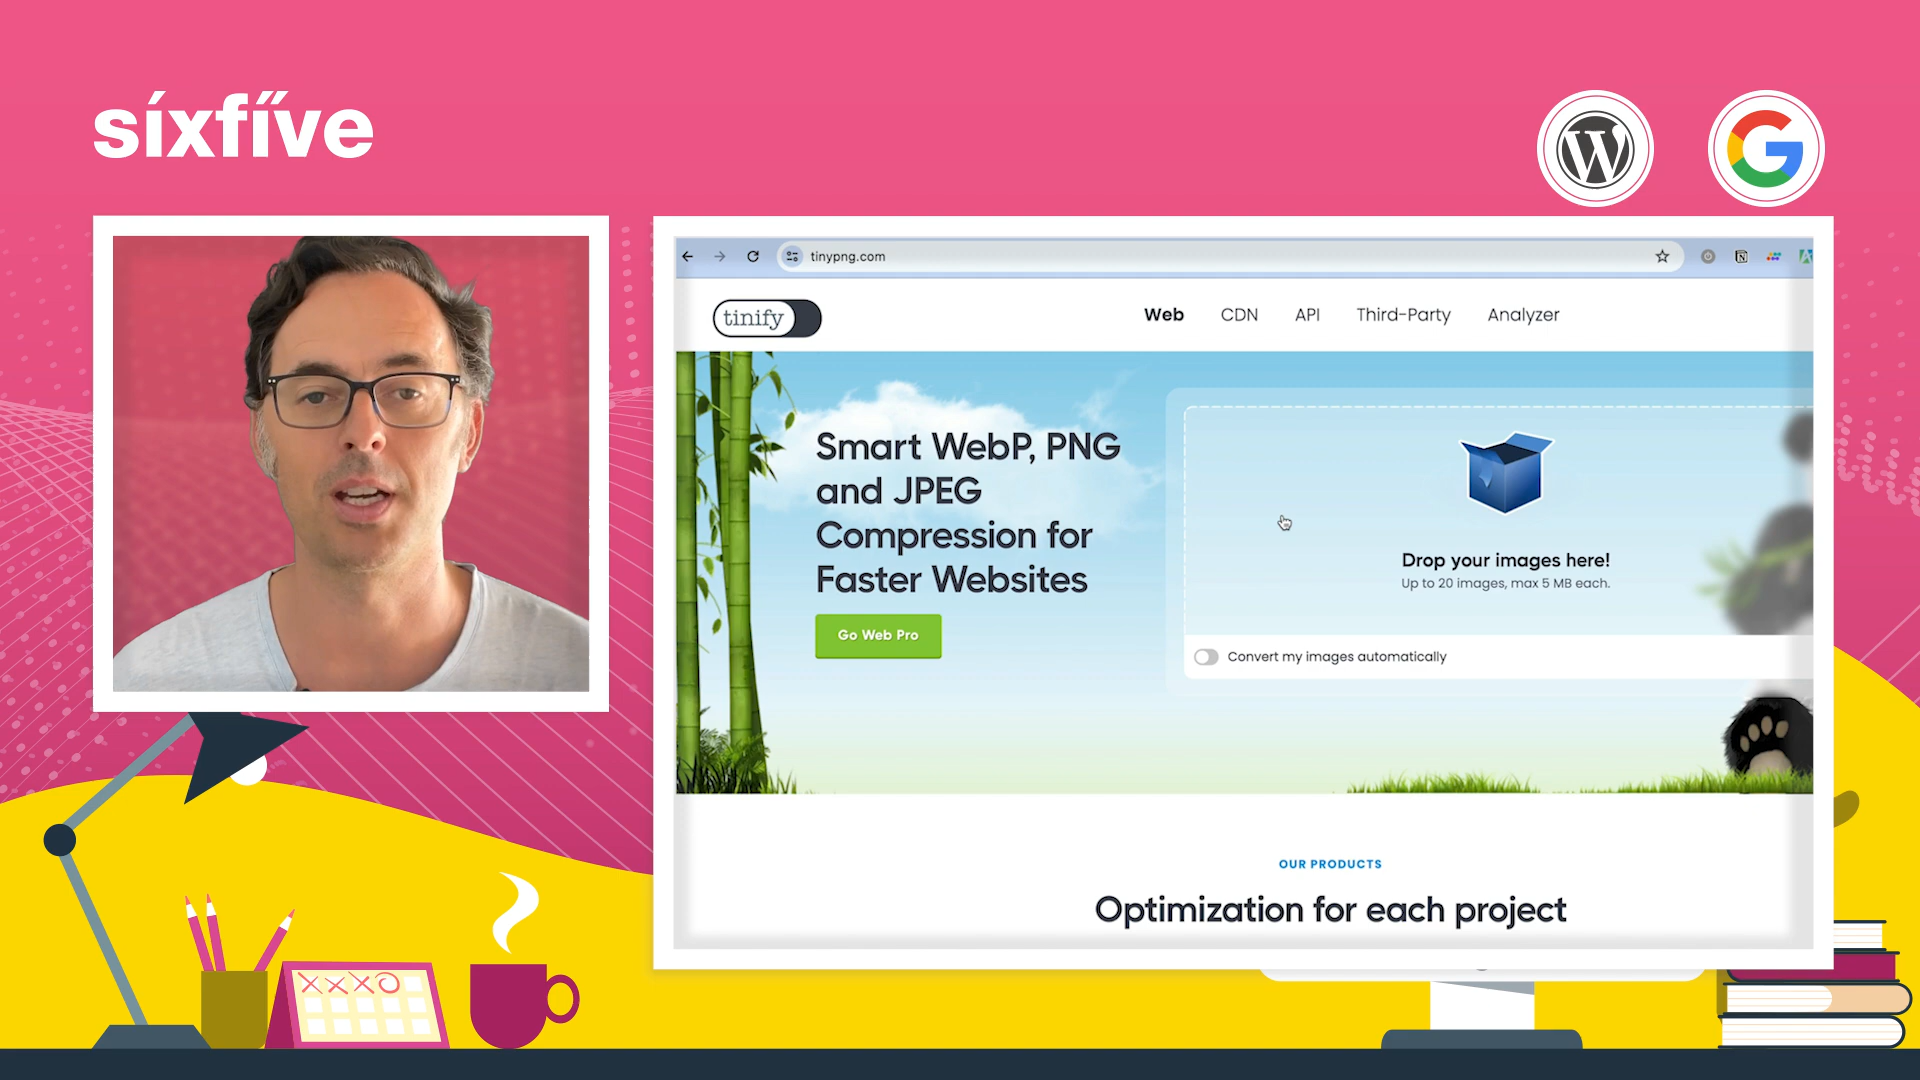 síxfív̋e
tinypng.com
tinify
Web CDN API Third-Party Analyzer
Smart WebP, PNG
and JPEG
Compression for
Faster Websites
Go Web Pro
Drop your images here!
Up to 20 images, max 5 MB each.
Convert my images automatically
OUR PRODUCTS
Optimization for each project